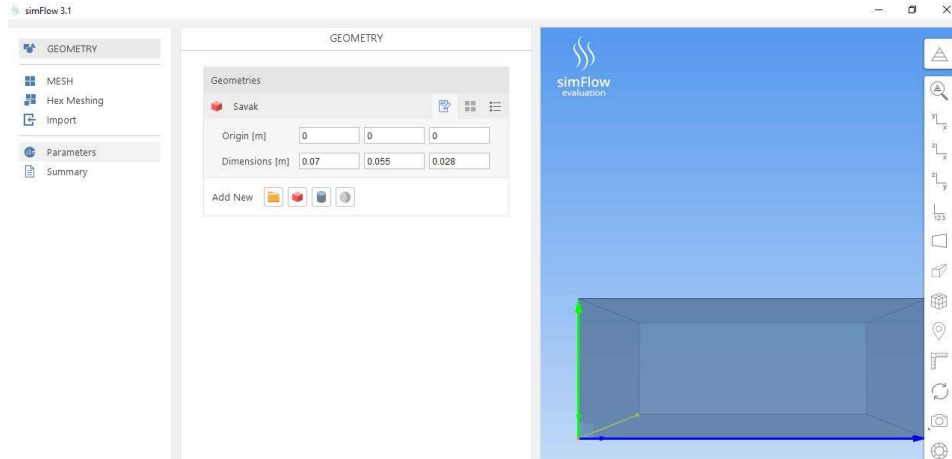 simFlow 3.1
GEOMETRY
MESH
Hex Meshing
Import
Parameters
Summary
GEOMETRY
Geometries
Savak
Origin [m] 0 0 0
Dimensions [m] 0.07 0.055 0.028
Add New
simFlow
evaluation
y x
z x
z y
123